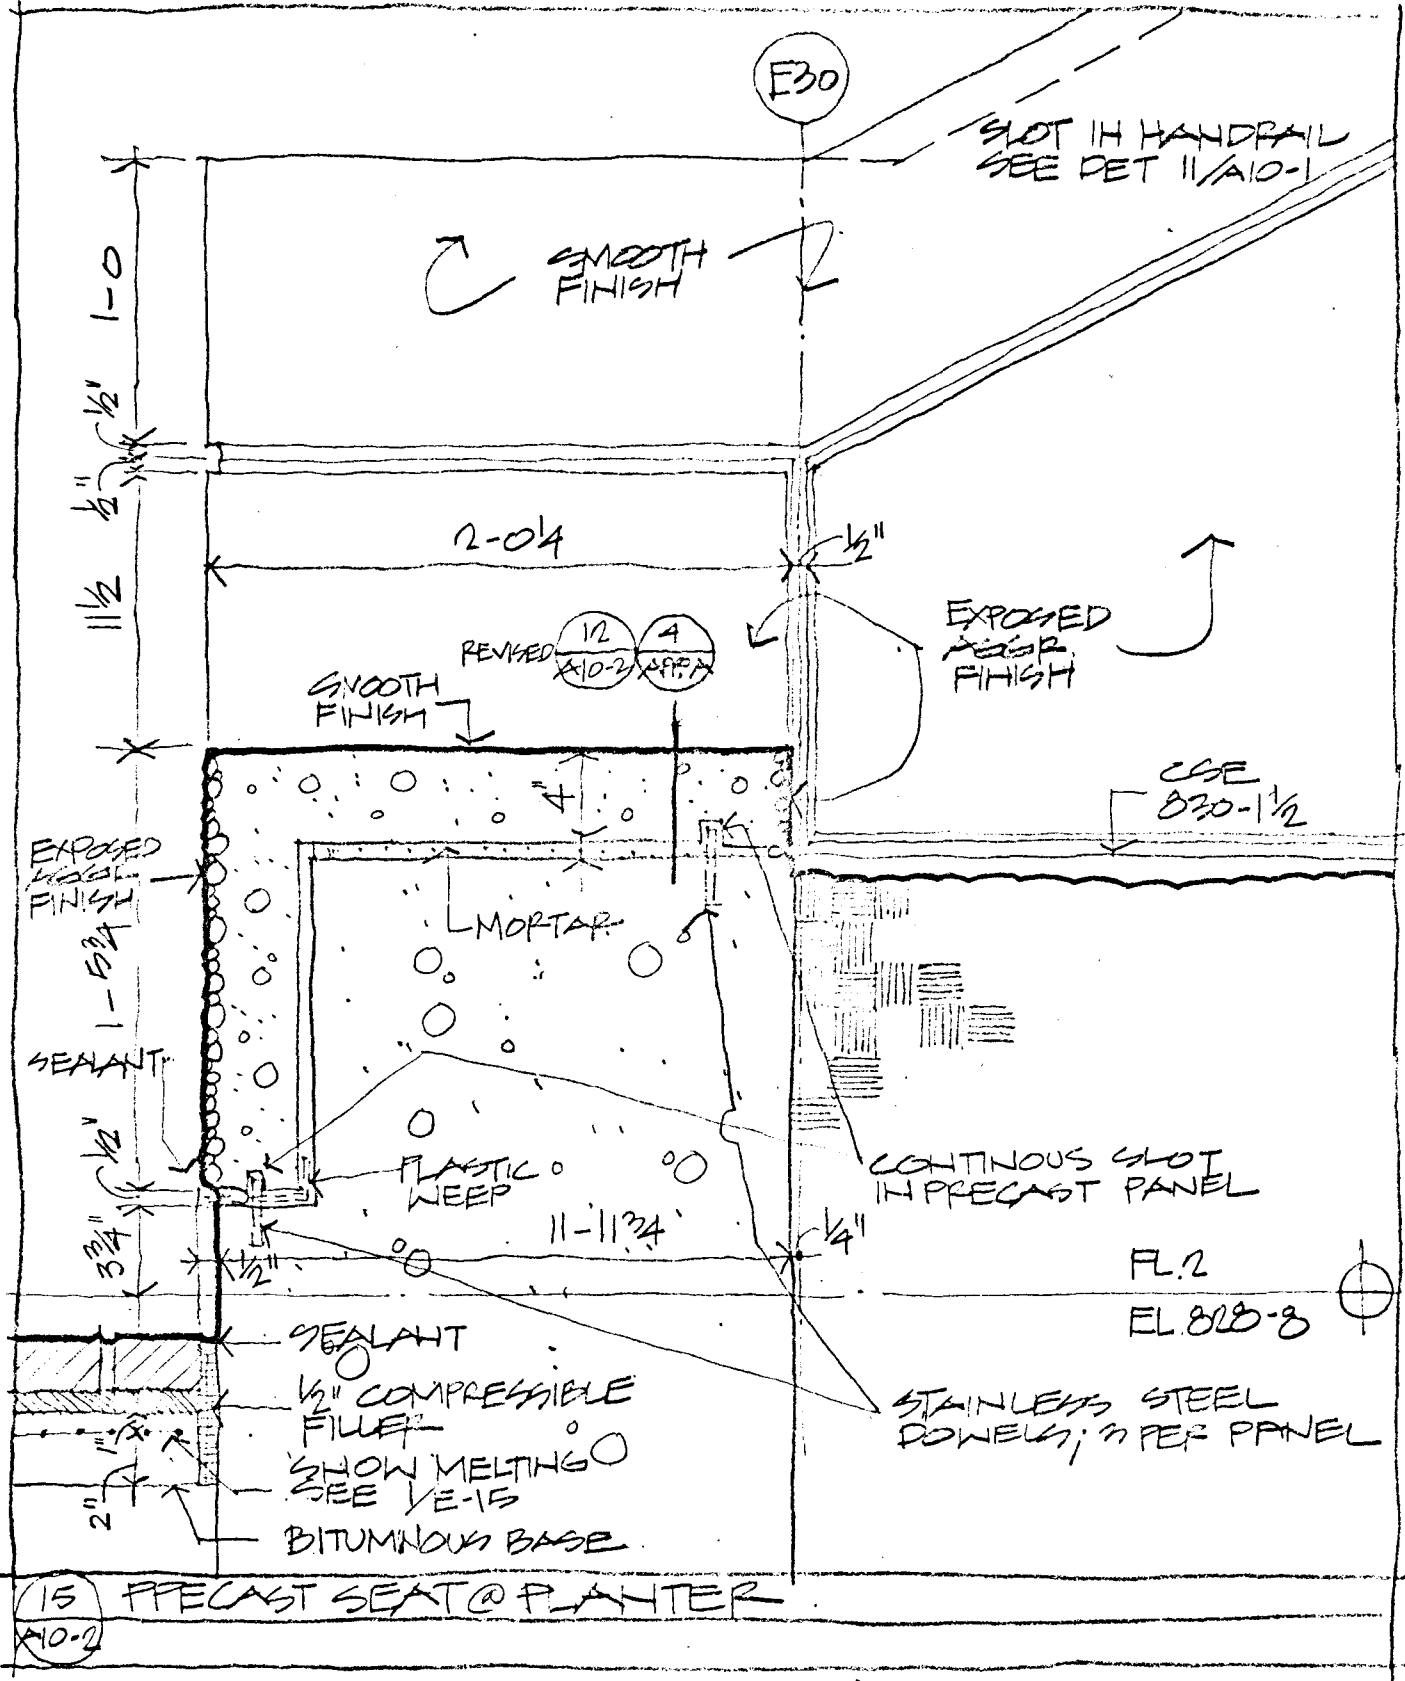 E30
SLOT IN HANDRAIL
SEE DET 11/A10-1
1-0
SMOOTH
FINISH
1/2"
1/2"
2-0 1/4
1/2"
11 1/2
REVISED
12
A10-2
4
EXPOSED
AGGR.
FINISH
SMOOTH
FINISH
4"
CSE
830-1 1/2
EXPOSED
AGGR.
FINISH
MORTAR
1-5 3/4
SEALANT
1/2"
PLASTIC
WEEP
CONTINOUS SLOT
IN PRECAST PANEL
3 3/4"
1/2"
11-11 3/4
1/4"
FL.2
EL.828-8
SEALANT
1/2" COMPRESSIBLE
FILLER
STAINLESS STEEL
DOWELS; 3 PER PANEL
1"
SNOW MELTING
SEE 1/E-15
2"
BITUMINOUS BASE
15
A10-2
PRECAST SEAT @ PLANTER